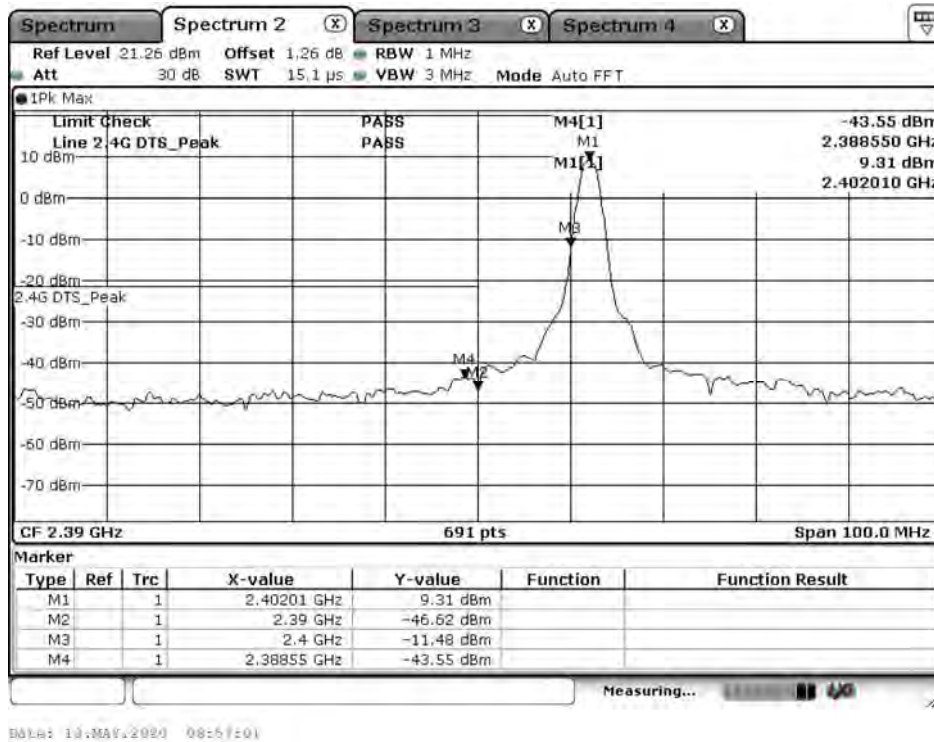 Spectrum Spectrum 2 X Spectrum 3 X Spectrum 4 X
Ref Level 21.26 dBm Offset 1.26 dB RBW 1 MHz
Att 30 dB SWT 15.1 µs VBW 3 MHz Mode Auto FFT
1Pk Max
Limit Check PASS M4[1] -43.55 dBm
Line 2.4G DTS_Peak PASS M1 2.388550 GHz
10 dBm M1[1] 9.31 dBm
2.402010 GHz
0 dBm
M3
-10 dBm
-20 dBm
2.4G DTS_Peak
-30 dBm
M4
-40 dBm
M2
-50 dBm
-60 dBm
-70 dBm
CF 2.39 GHz 691 pts Span 100.0 MHz
Marker
Type Ref Trc X-value Y-value Function Function Result
M1 1 2.40201 GHz 9.31 dBm
M2 1 2.39 GHz -46.62 dBm
M3 1 2.4 GHz -11.48 dBm
M4 1 2.38855 GHz -43.55 dBm
Measuring...
Date: MAY.2020 08:57:01